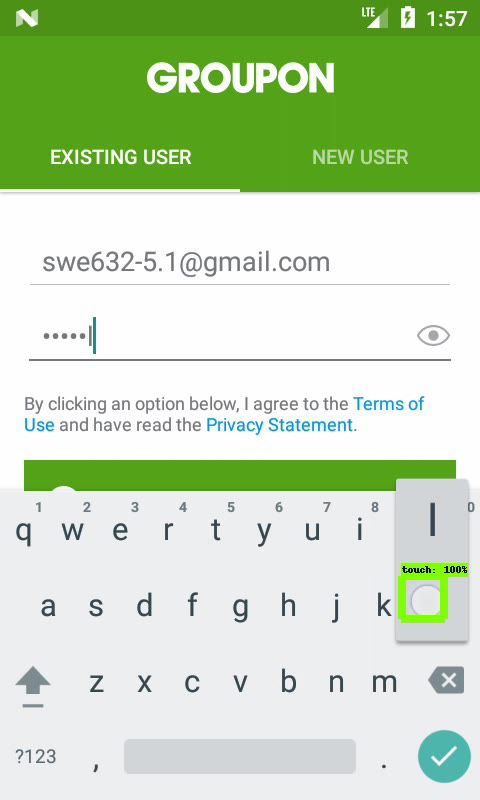 LTE 1:57
GROUPON
EXISTING USER NEW USER
swe632-5.1@gmail.com
•••••l
By clicking an option below, I agree to the Terms of
Use and have read the Privacy Statement.
1 2 3 4 5 6 7 8 0
q w e r t y u i l
touch: 100%
a s d f g h j k
z x c v b n m
?123 , .